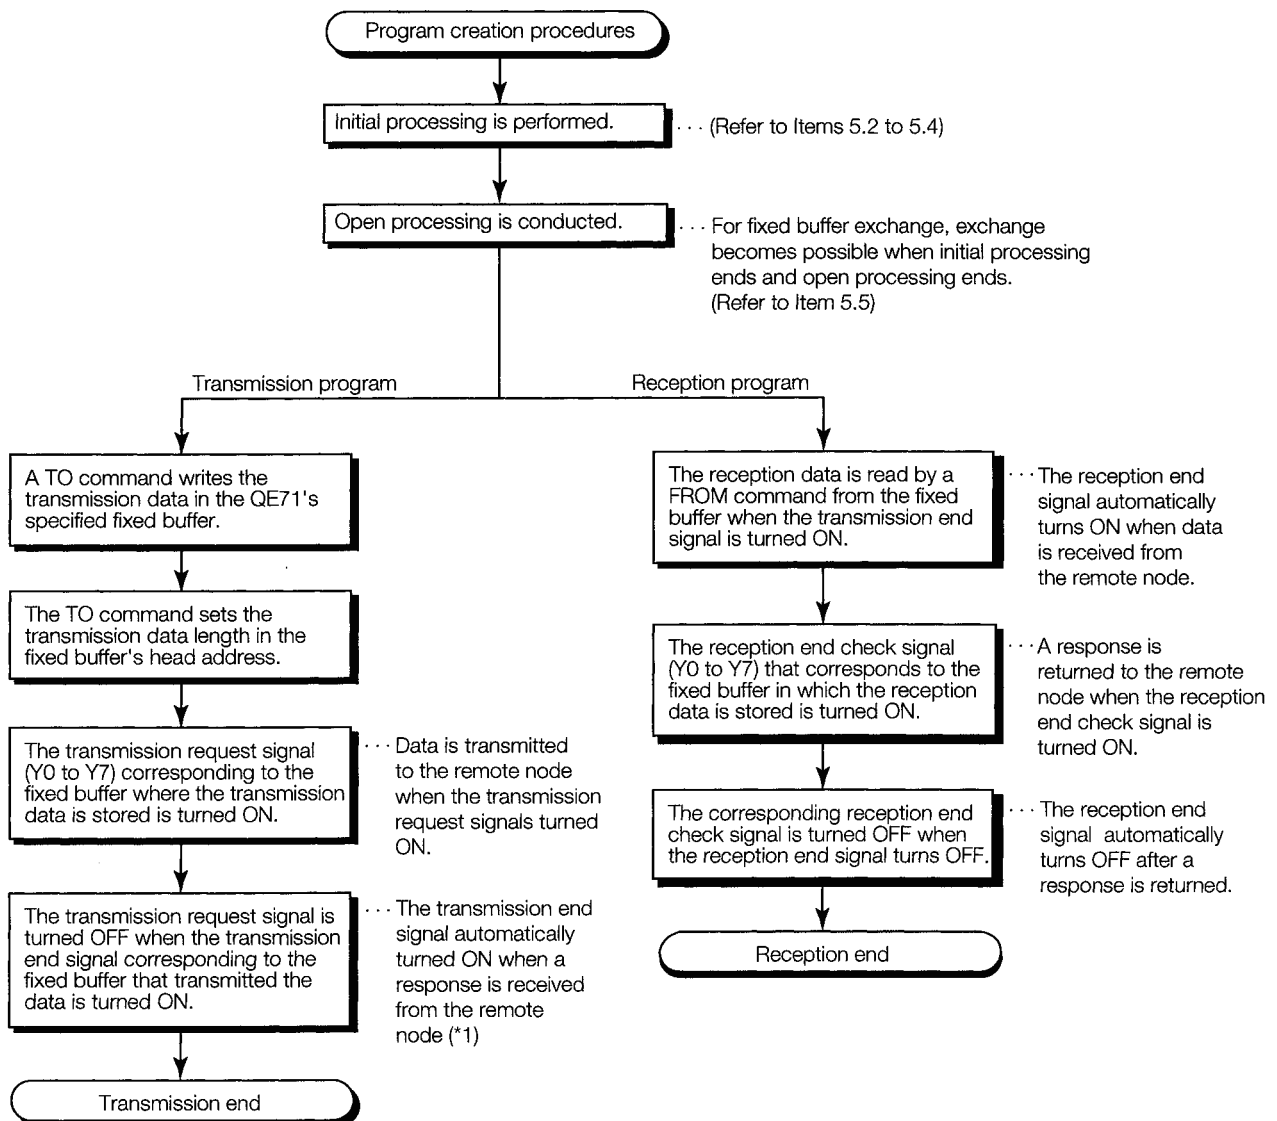 Program creation procedures
Initial processing is performed.
··· (Refer to Items 5.2 to 5.4)
Open processing is conducted.
··· For fixed buffer exchange, exchange
becomes possible when initial processing
ends and open processing ends.
(Refer to Item 5.5)
Transmission program
A TO command writes the
transmission data in the QE71's
specified fixed buffer.
The TO command sets the
transmission data length in the
fixed buffer's head address.
The transmission request signal
(Y0 to Y7) corresponding to the
fixed buffer where the transmission
data is stored is turned ON.
··· Data is transmitted
to the remote node
when the transmission
request signals turned
ON.
The transmission request signal is
turned OFF when the transmission
end signal corresponding to the
fixed buffer that transmitted the
data is turned ON.
··· The transmission end
signal automatically
turned ON when a
response is received
from the remote
node (*1)
Transmission end
Reception program
The reception data is read by a
FROM command from the fixed
buffer when the transmission end
signal is turned ON.
··· The reception end
signal automatically
turns ON when data
is received from
the remote node.
The reception end check signal
(Y0 to Y7) that corresponds to the
fixed buffer in which the reception
data is stored is turned ON.
··· A response is
returned to the remote
node when the reception
end check signal is
turned ON.
The corresponding reception end
check signal is turned OFF when
the reception end signal turns OFF.
··· The reception end
signal automatically
turns OFF after a
response is returned.
Reception end